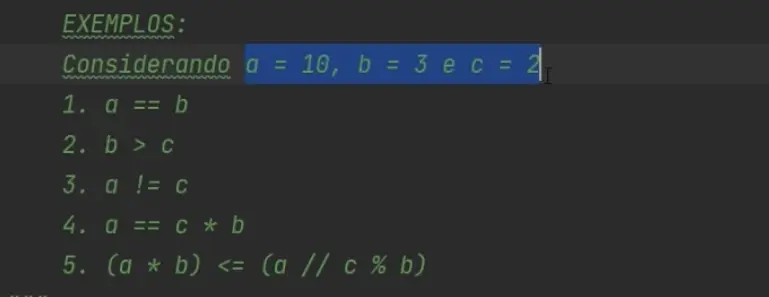 EXEMPLOS:
Considerando a = 10, b = 3 e c = 2
1. a == b
2. b > c
3. a != c
4. a == c * b
5. (a * b) <= (a // c % b)
"""